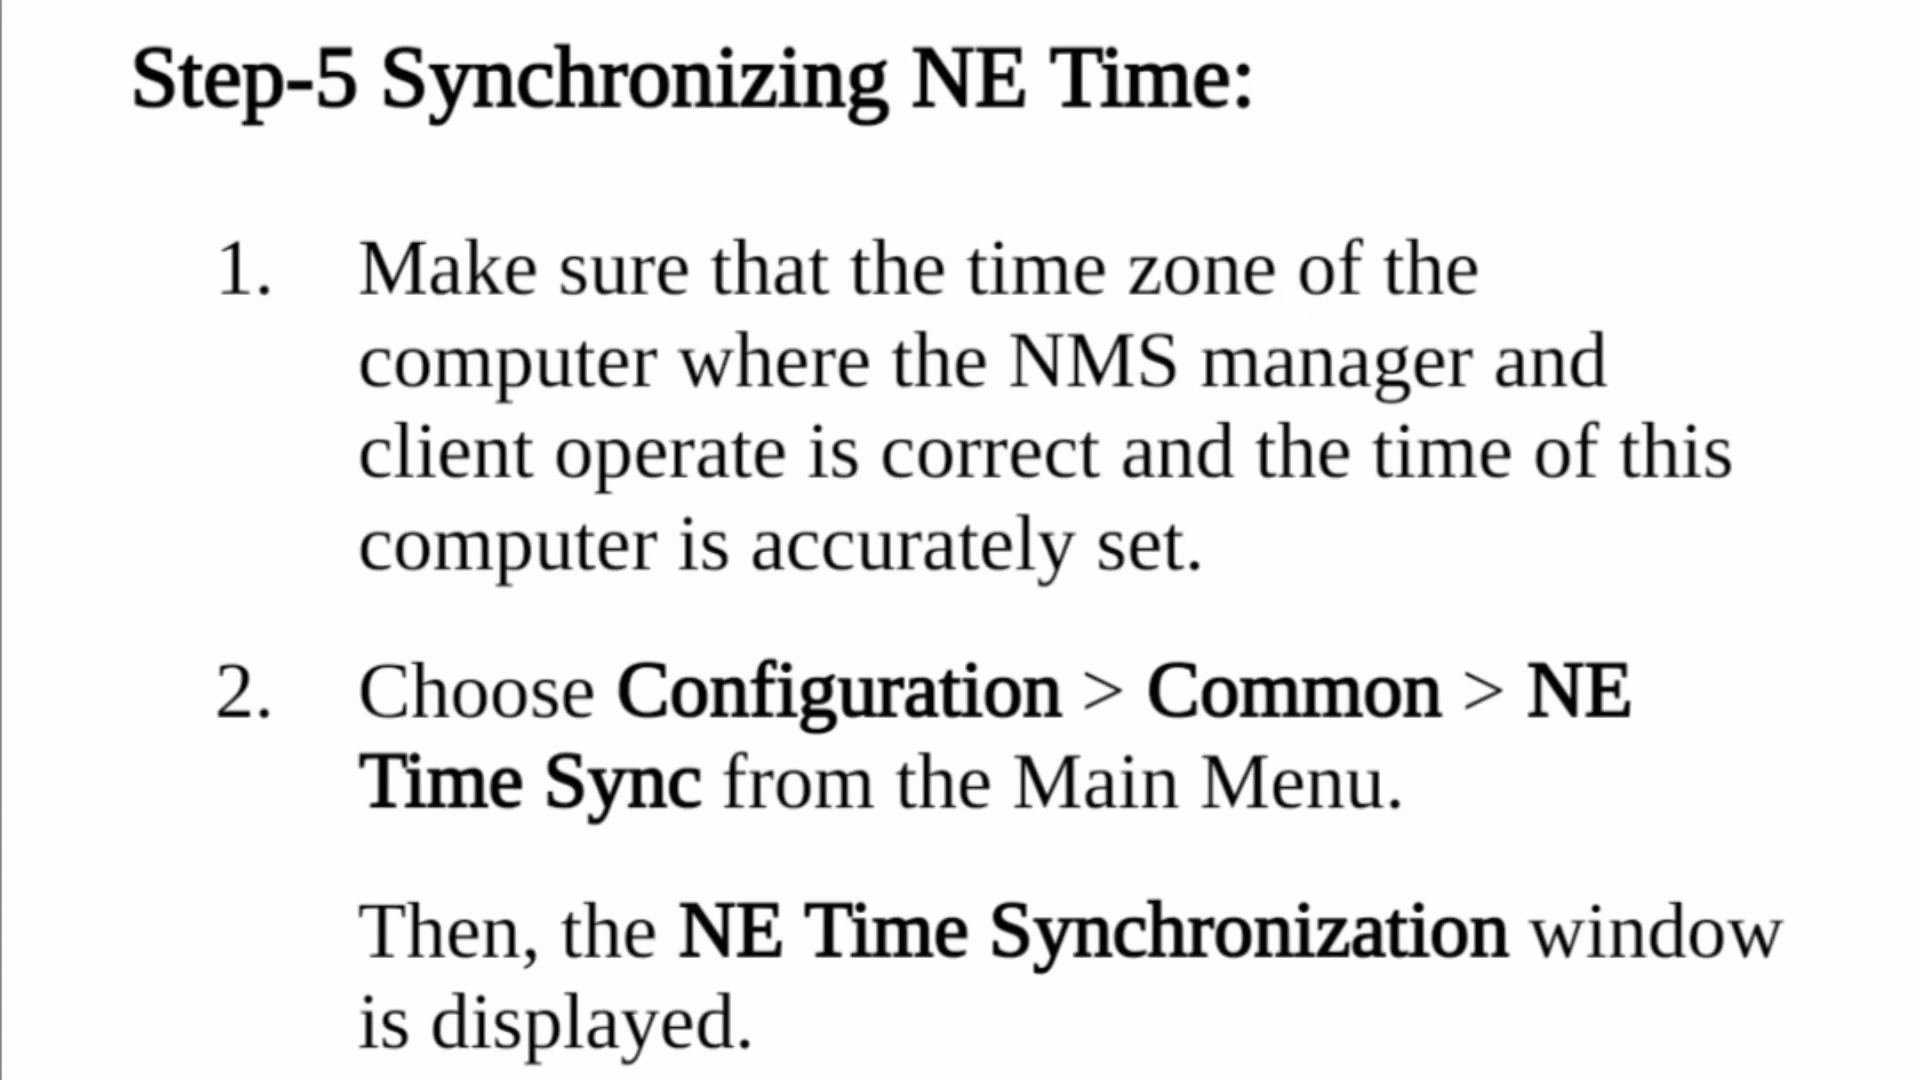 Step-5 Synchronizing NE Time:
1. Make sure that the time zone of the
computer where the NMS manager and
client operate is correct and the time of this
computer is accurately set.
2. Choose Configuration > Common > NE
Time Sync from the Main Menu.
Then, the NE Time Synchronization window
is displayed.